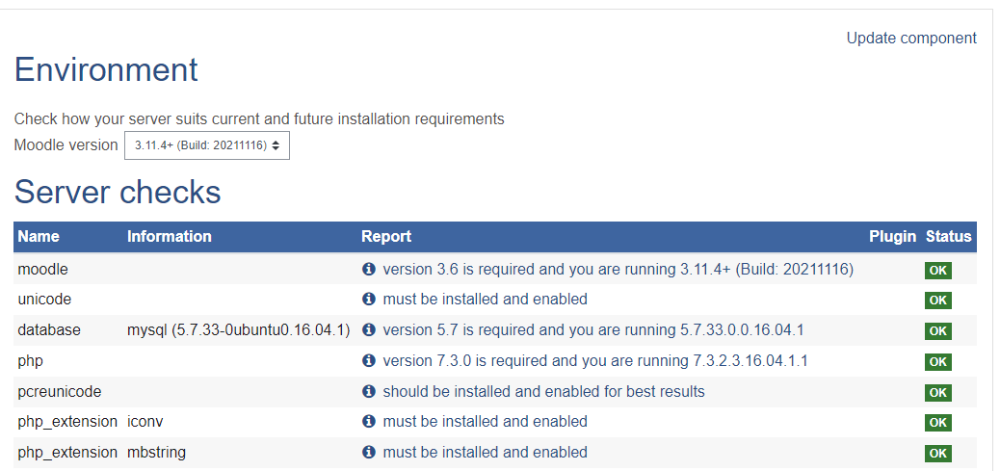 Update component
Environment
Check how your server suits current and future installation requirements
Moodle version 3.11.4+ (Build: 20211116)
Server checks
Name Information Report Plugin Status
moodle version 3.6 is required and you are running 3.11.4+ (Build: 20211116) OK
unicode must be installed and enabled OK
database mysql (5.7.33-0ubuntu0.16.04.1) version 5.7 is required and you are running 5.7.33.0.0.16.04.1 OK
php version 7.3.0 is required and you are running 7.3.2.3.16.04.1.1 OK
pcreunicode should be installed and enabled for best results OK
php_extension iconv must be installed and enabled OK
php_extension mbstring must be installed and enabled OK